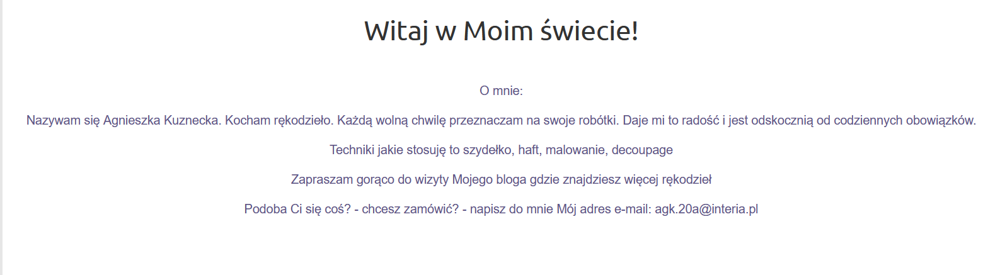 Witaj w Moim świecie!
O mnie:
Nazywam się Agnieszka Kuznecka. Kocham rękodzieło. Każdą wolną chwilę przeznaczam na swoje robótki. Daje mi to radość i jest odskocznią od codziennych obowiązków.
Techniki jakie stosuję to szydełko, haft, malowanie, decoupage
Zapraszam gorąco do wizyty Mojego bloga gdzie znajdziesz więcej rękodzieł
Podoba Ci się coś? - chcesz zamówić? - napisz do mnie Mój adres e-mail: agk.20a@interia.pl